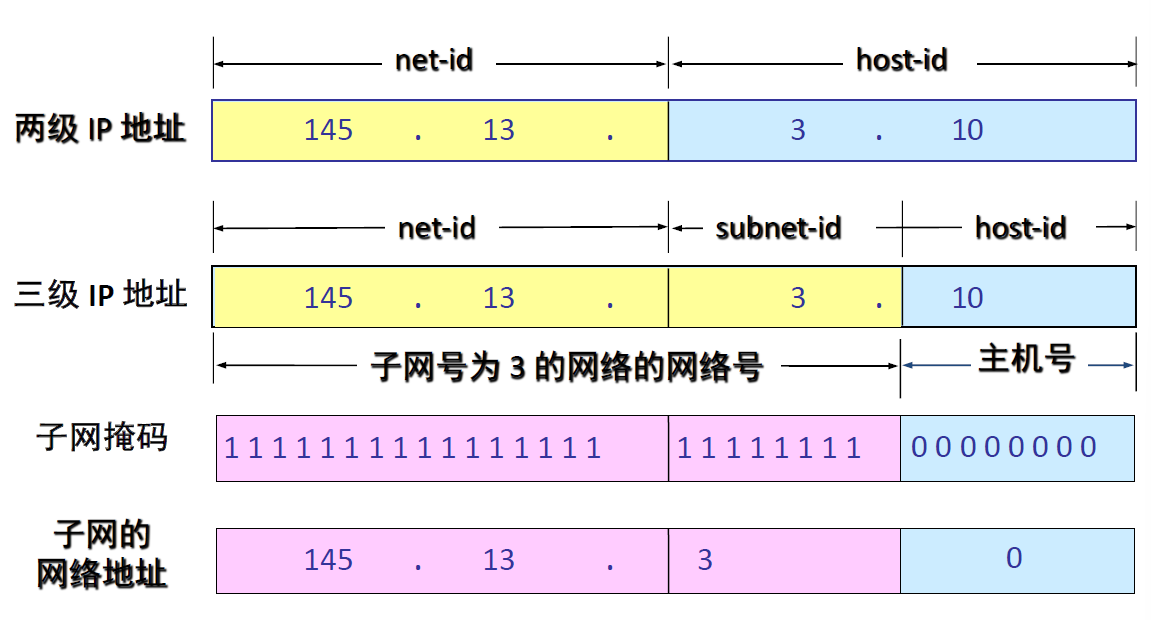 net-id host-id
两级 IP 地址 145 . 13 . 3 . 10
net-id subnet-id host-id
三级 IP 地址 145 . 13 . 3 . 10
子网号为 3 的网络的网络号 主机号
子网掩码 1 1 1 1 1 1 1 1 1 1 1 1 1 1 1 1 1 1 1 1 1 1 1 1 0 0 0 0 0 0 0 0
子网的
网络地址 145 . 13 . 3 0